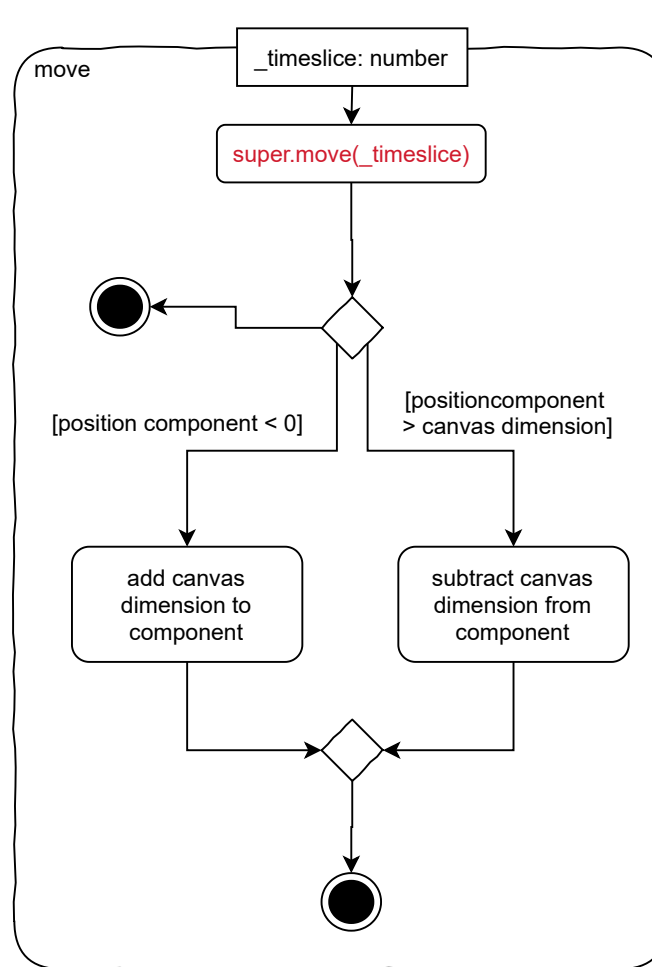 _timeslice: number
move
super.move(_timeslice)
[position component < 0]
[positioncomponent
> canvas dimension]
add canvas
dimension to
component
subtract canvas
dimension from
component